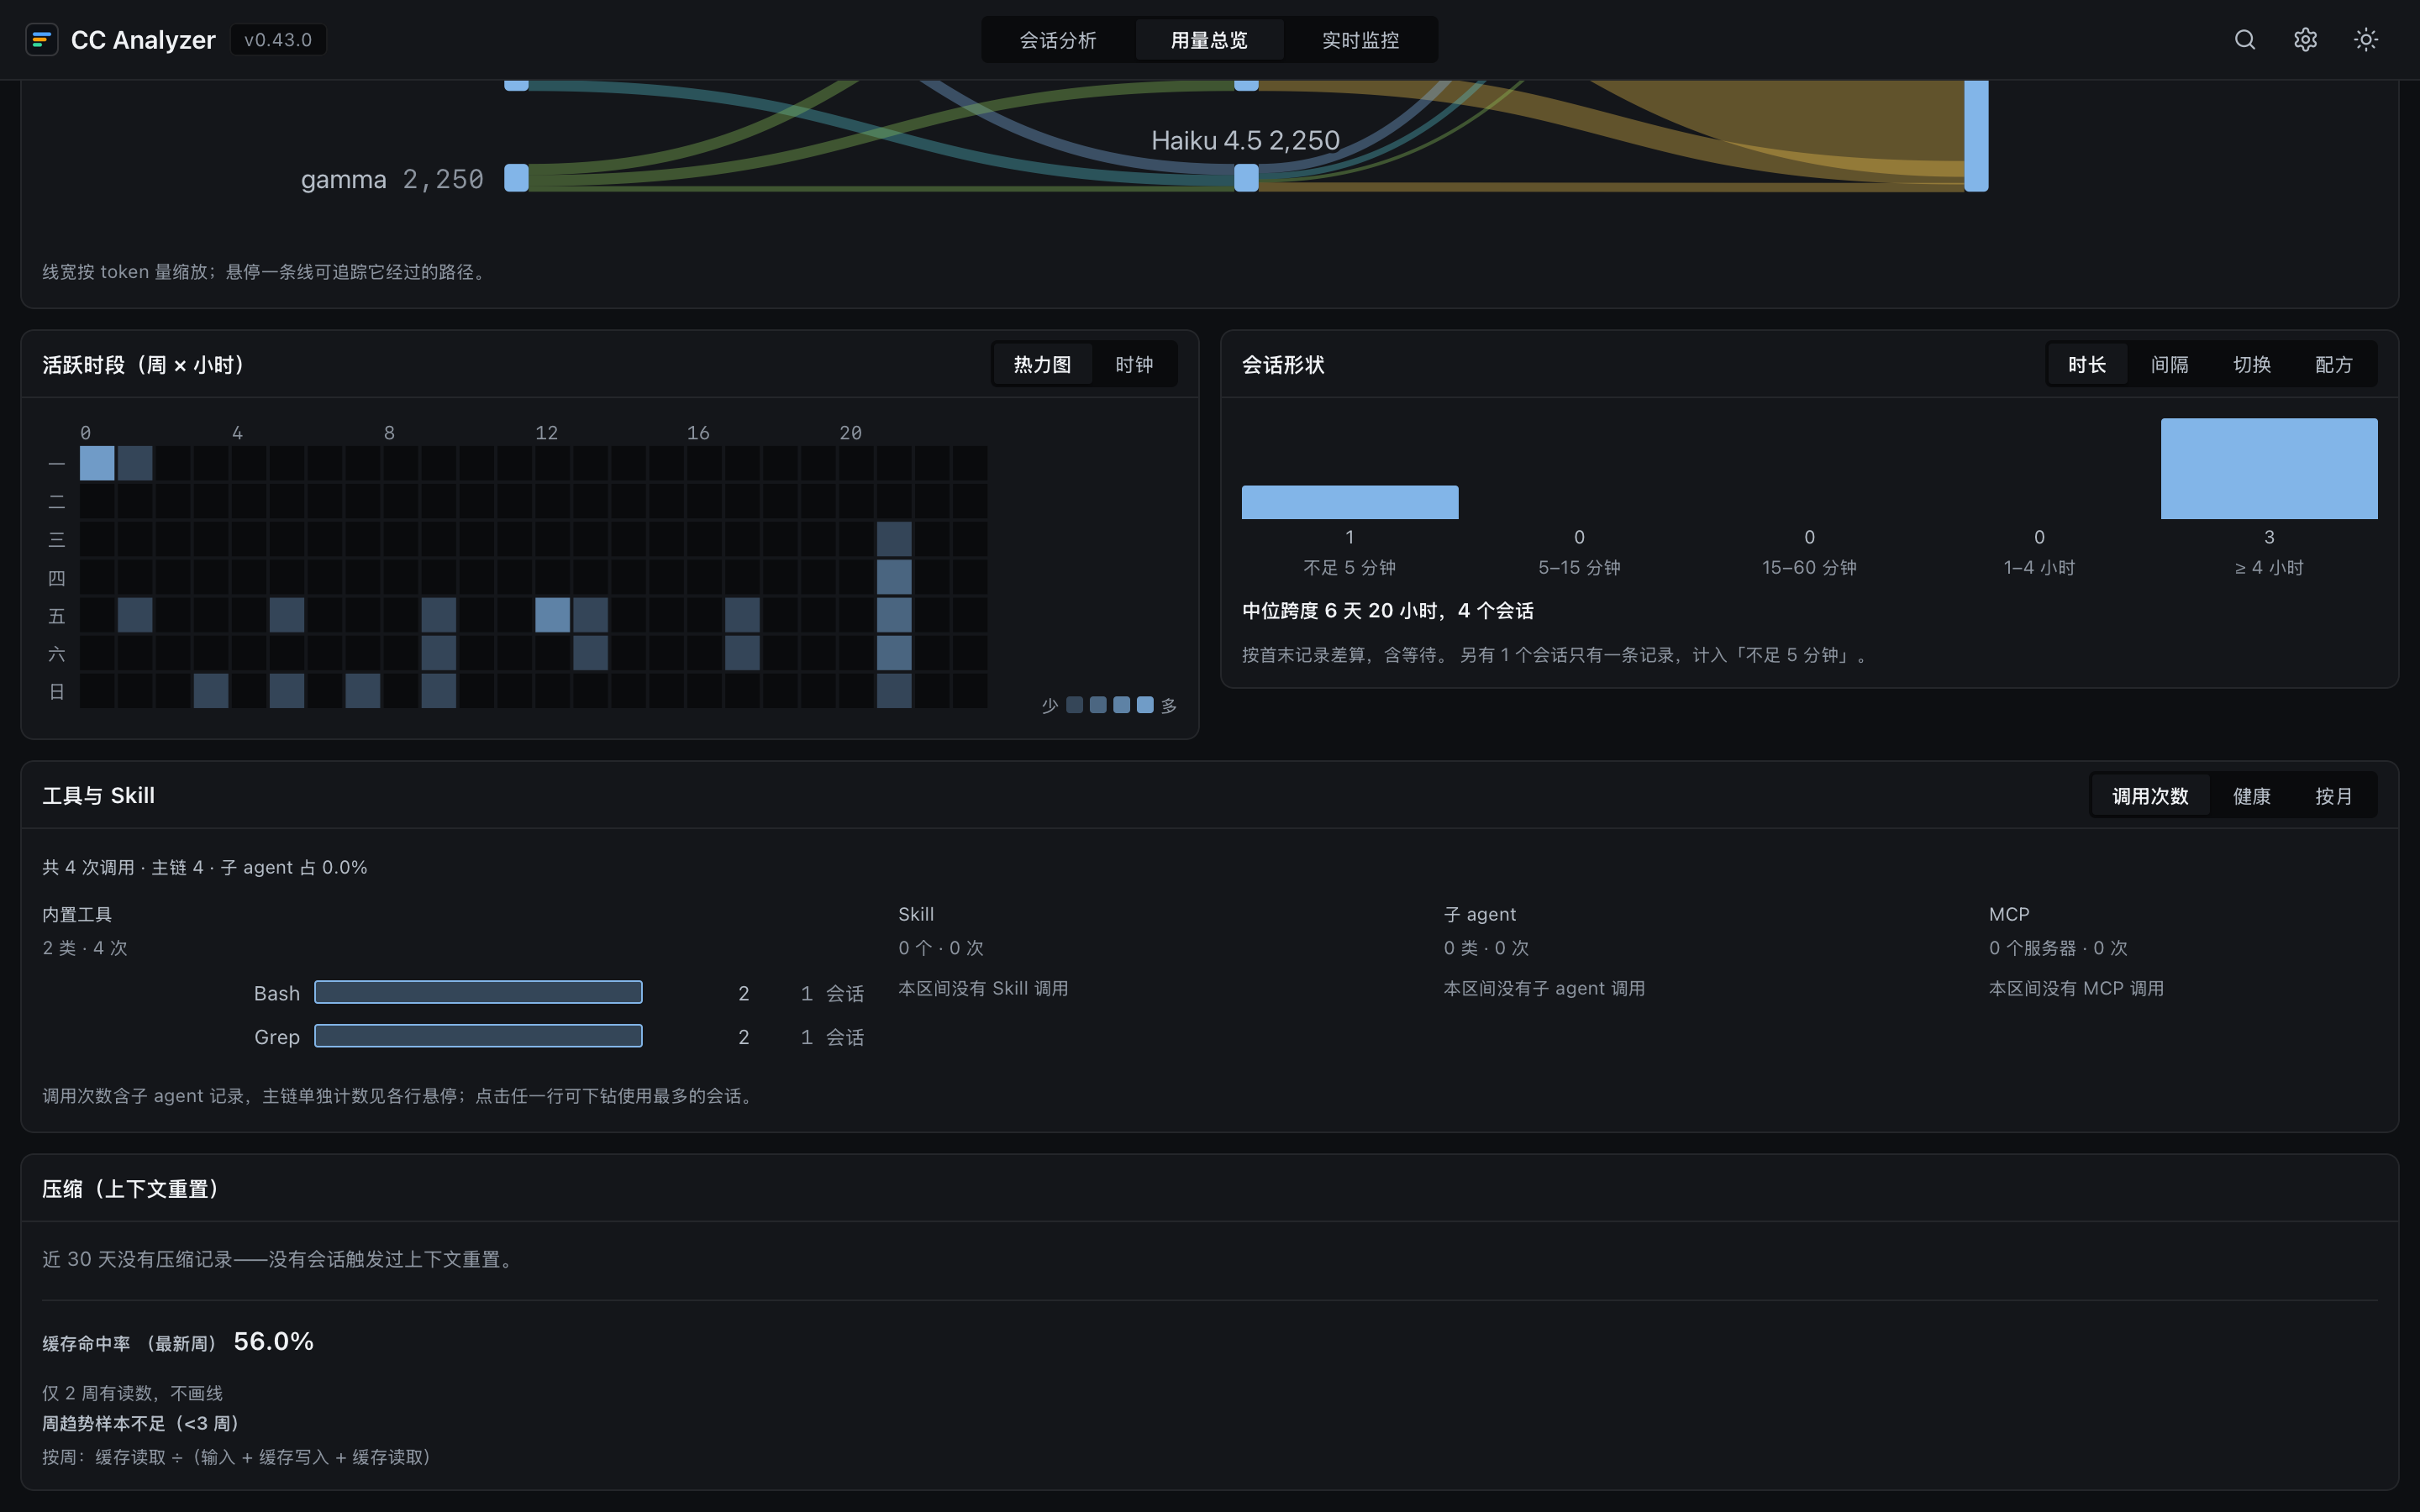 CC Analyzer v0.43.0
会话分析 用量总览 实时监控
Haiku 4.5 2,250
gamma 2,250
线宽按 token 量缩放；悬停一条线可追踪它经过的路径。
活跃时段（周 × 小时）
热力图 时钟
0 4 8 12 16 20
一
二
三
四
五
六
日
少 多
会话形状
时长 间隔 切换 配方
1 0 0 0 3
不足 5 分钟 5–15 分钟 15–60 分钟 1–4 小时 ≥ 4 小时
中位跨度 6 天 20 小时，4 个会话
按首末记录差算，含等待。 另有 1 个会话只有一条记录，计入「不足 5 分钟」。
工具与 Skill
调用次数 健康 按月
共 4 次调用 · 主链 4 · 子 agent 占 0.0%
内置工具
2 类 · 4 次
Bash 2 1 会话
Grep 2 1 会话
Skill
0 个 · 0 次
本区间没有 Skill 调用
子 agent
0 类 · 0 次
本区间没有子 agent 调用
MCP
0 个服务器 · 0 次
本区间没有 MCP 调用
调用次数含子 agent 记录，主链单独计数见各行悬停；点击任一行可下钻使用最多的会话。
压缩（上下文重置）
近 30 天没有压缩记录——没有会话触发过上下文重置。
缓存命中率 （最新周） 56.0%
仅 2 周有读数，不画线
周趋势样本不足（<3 周）
按周：缓存读取 ÷（输入 + 缓存写入 + 缓存读取）